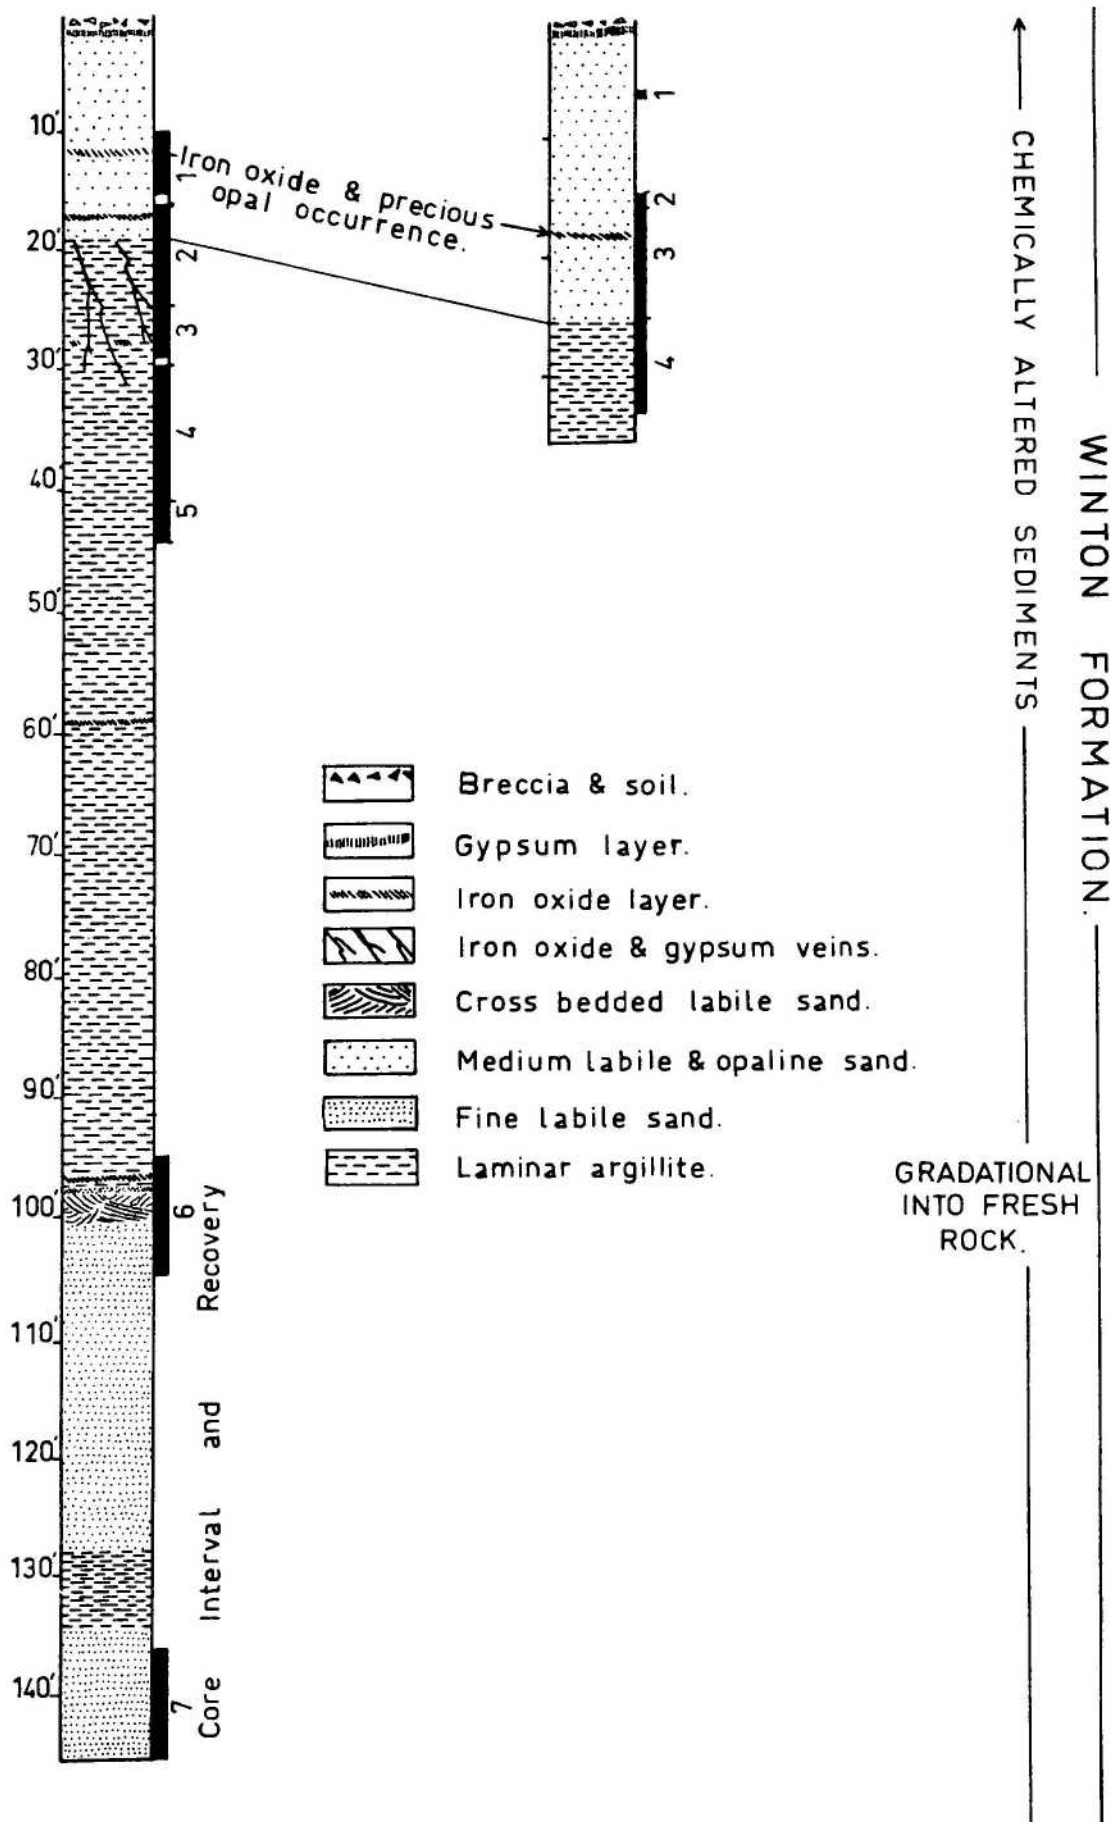 10'
20'
30'
40'
50'
60'
70'
80'
90'
100'
110'
120'
130'
140'
1
2
3
4
5
6
7
Core Interval and Recovery
Iron oxide & precious
opal occurrence.
1
2
3
4
Breccia & soil.
Gypsum layer.
Iron oxide layer.
Iron oxide & gypsum veins.
Cross bedded labile sand.
Medium labile & opaline sand.
Fine labile sand.
Laminar argillite.
CHEMICALLY ALTERED SEDIMENTS
GRADATIONAL
INTO FRESH
ROCK.
WINTON FORMATION.